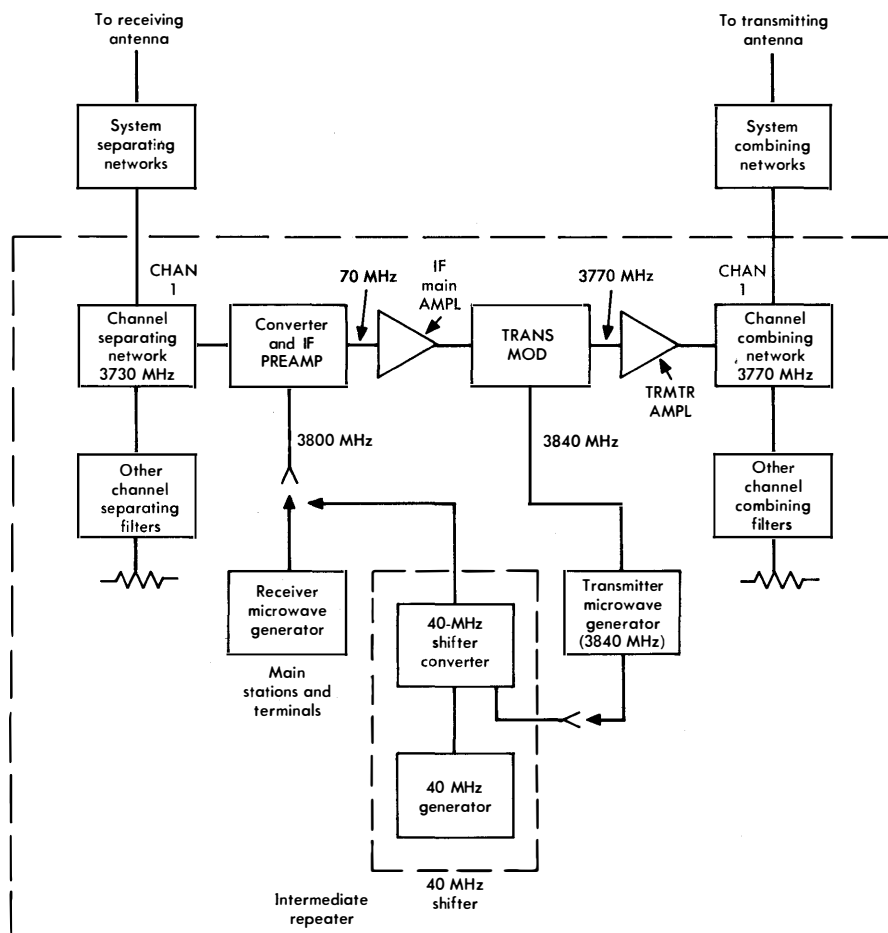 To receiving
antenna
To transmitting
antenna
System
separating
networks
System
combining
networks
CHAN
1
70 MHz
IF
main
AMPL
3770 MHz
CHAN
1
Channel
separating
network
3730 MHz
Converter
and IF
PREAMP
TRANS
MOD
TRMTR
AMPL
Channel
combining
network
3770 MHz
3800 MHz
3840 MHz
Other
channel
separating
filters
Other
channel
combining
filters
Receiver
microwave
generator
Main
stations and
terminals
40-MHz
shifter
converter
Transmitter
microwave
generator
(3840 MHz)
40 MHz
generator
Intermediate
repeater
40 MHz
shifter